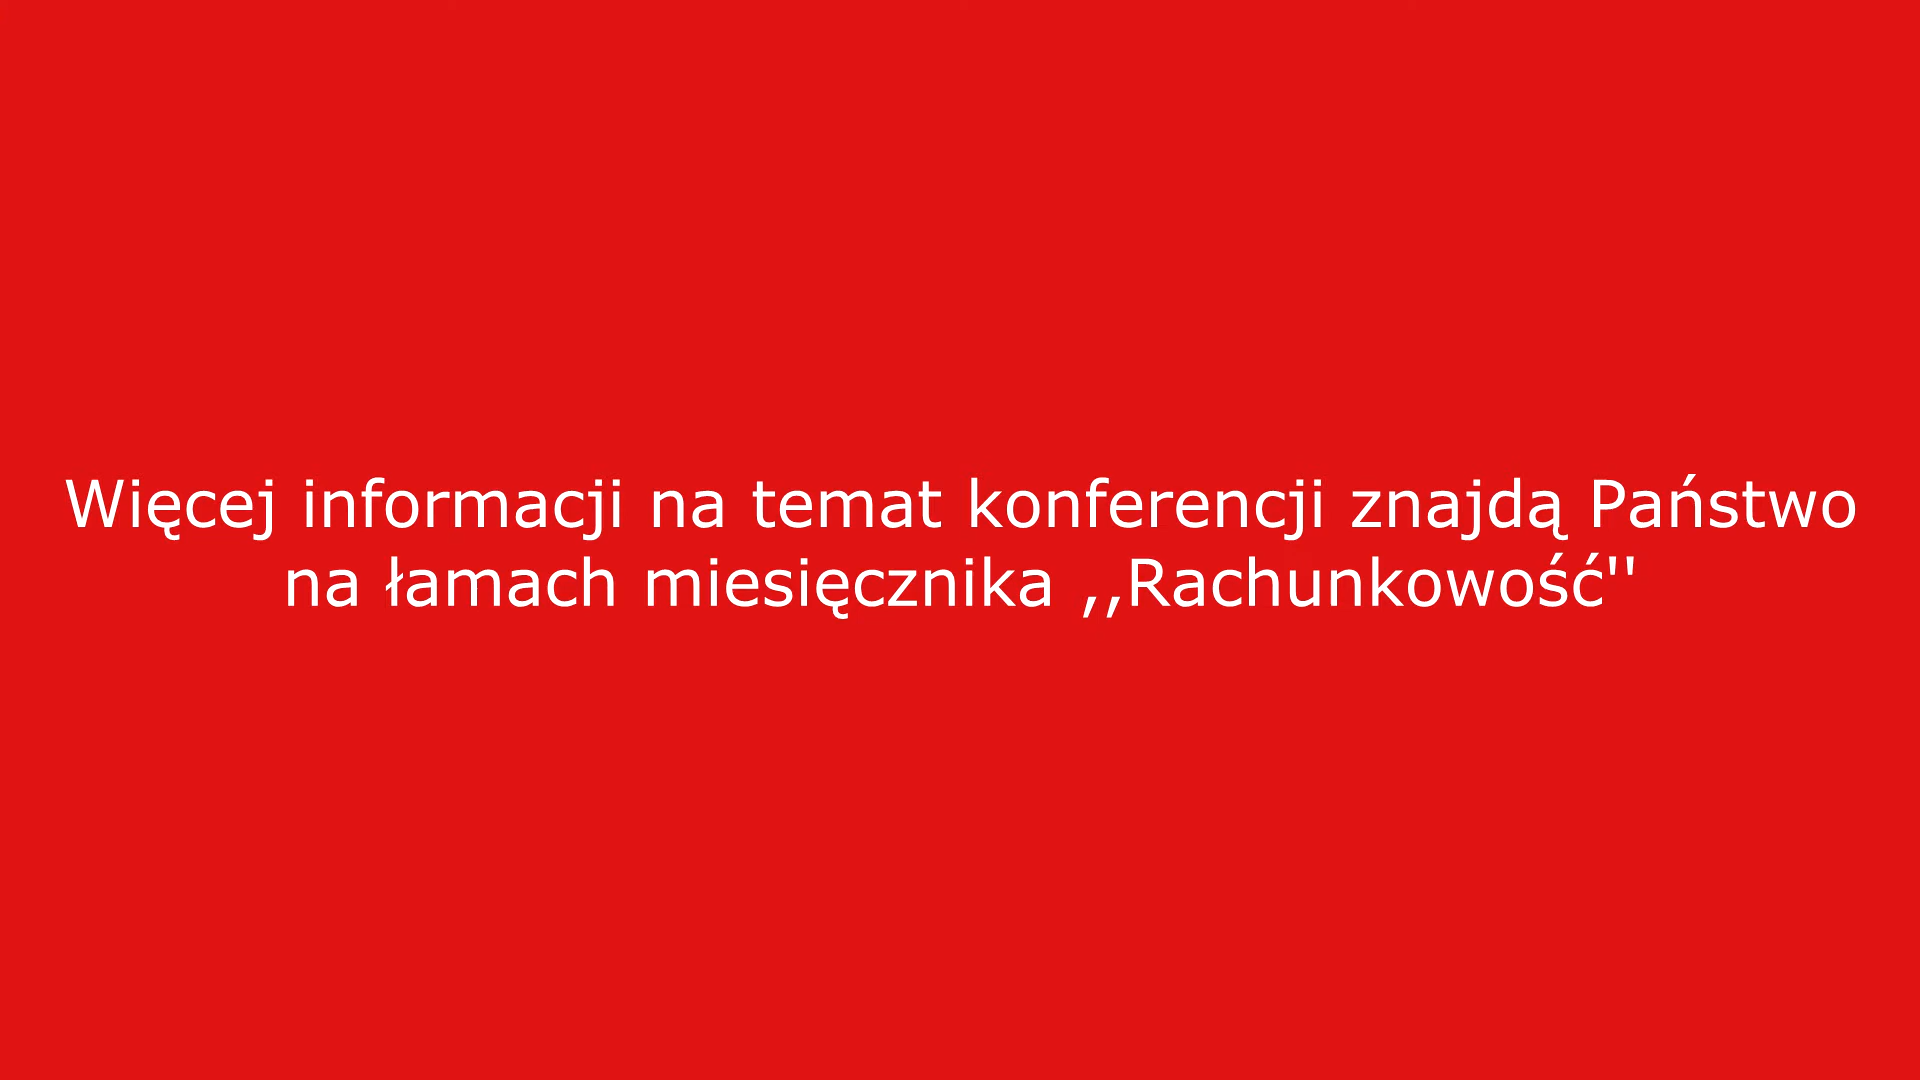 Więcej informacji na temat konferencji znajdą Państwo
na łamach miesięcznika ,,Rachunkowość''